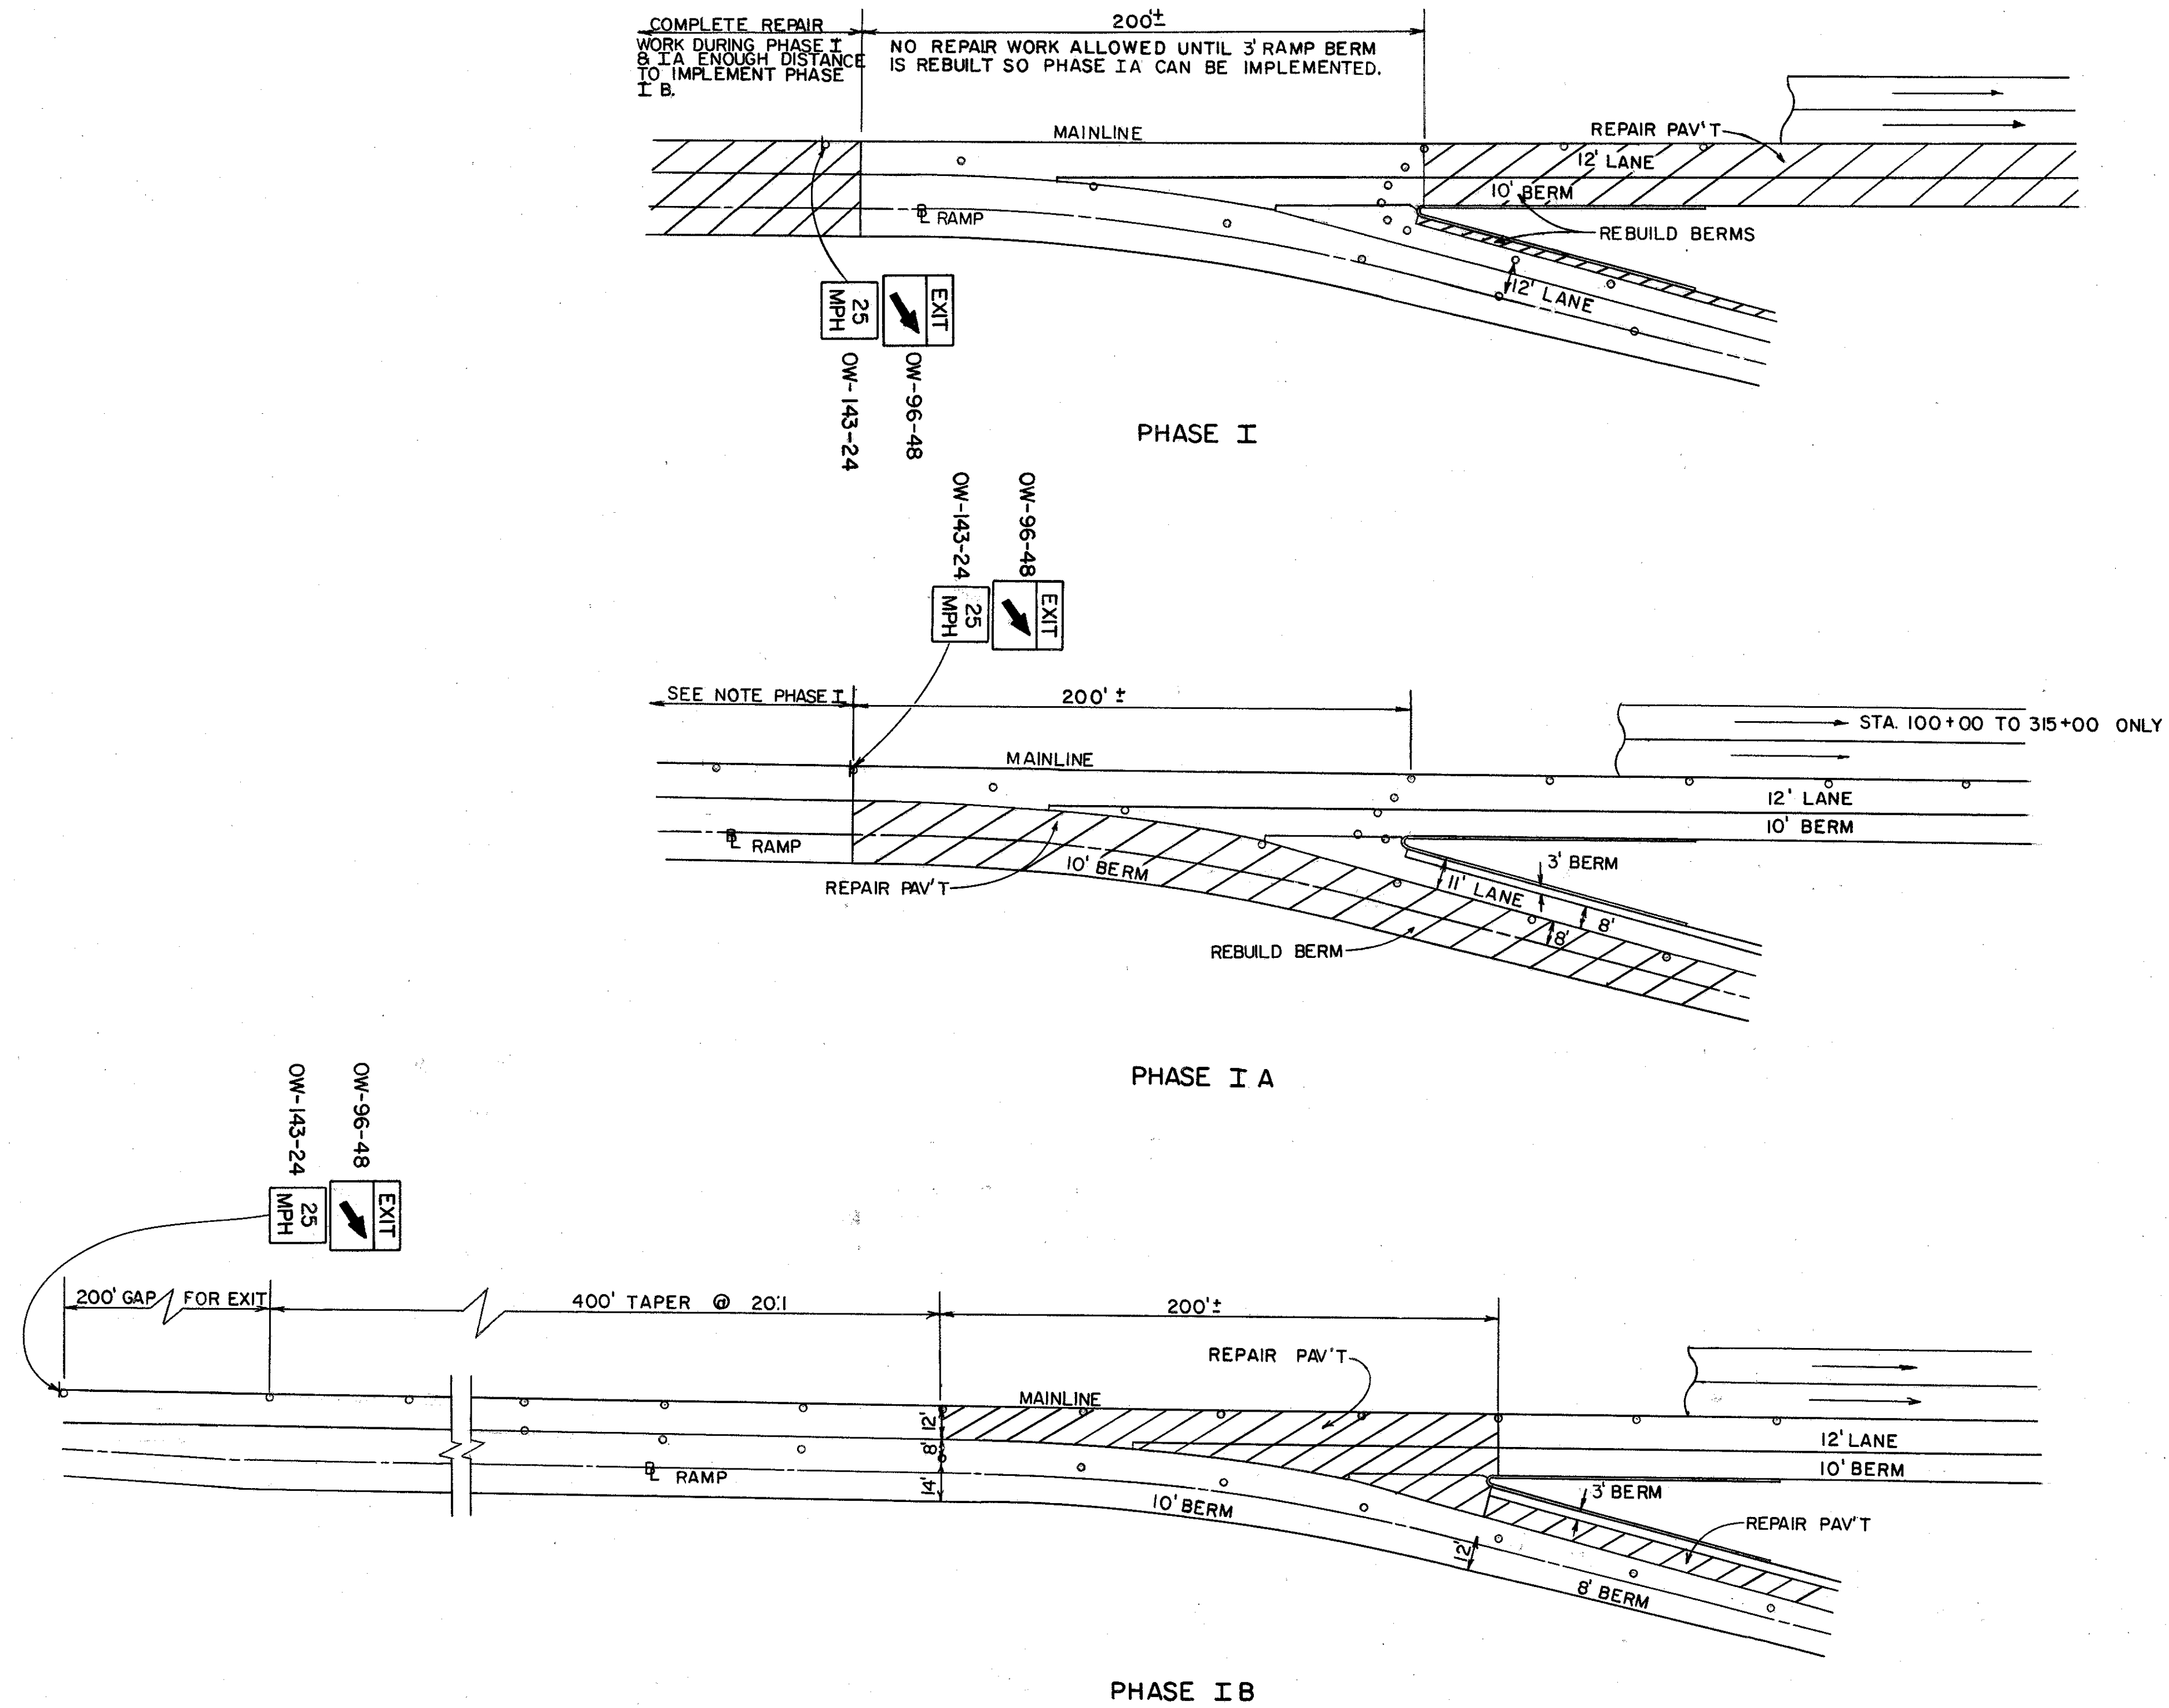 COMPLETE REPAIR
WORK DURING PHASE I
& IA ENOUGH DISTANCE
TO IMPLEMENT PHASE
I B.
200'±
NO REPAIR WORK ALLOWED UNTIL 3' RAMP BERM
IS REBUILT SO PHASE IA CAN BE IMPLEMENTED.
MAINLINE
REPAIR PAV'T
12' LANE
10' BERM
BL RAMP
REBUILD BERMS
12' LANE
25
MPH
EXIT
OW-143-24
OW-96-48
PHASE I
OW-143-24
OW-96-48
25
MPH
EXIT
SEE NOTE PHASE I
200' ±
STA. 100+00 TO 315+00 ONLY
MAINLINE
12' LANE
10' BERM
BL RAMP
10' BERM
3' BERM
REPAIR PAV'T
11' LANE
8'
8'
REBUILD BERM
PHASE I A
OW-143-24
OW-96-48
25
MPH
EXIT
200' GAP FOR EXIT
400' TAPER @ 20:1
200'±
REPAIR PAV'T
MAINLINE
12'
8'
14'
12' LANE
10' BERM
BL RAMP
10' BERM
3' BERM
REPAIR PAV'T
12'
8' BERM
PHASE I B